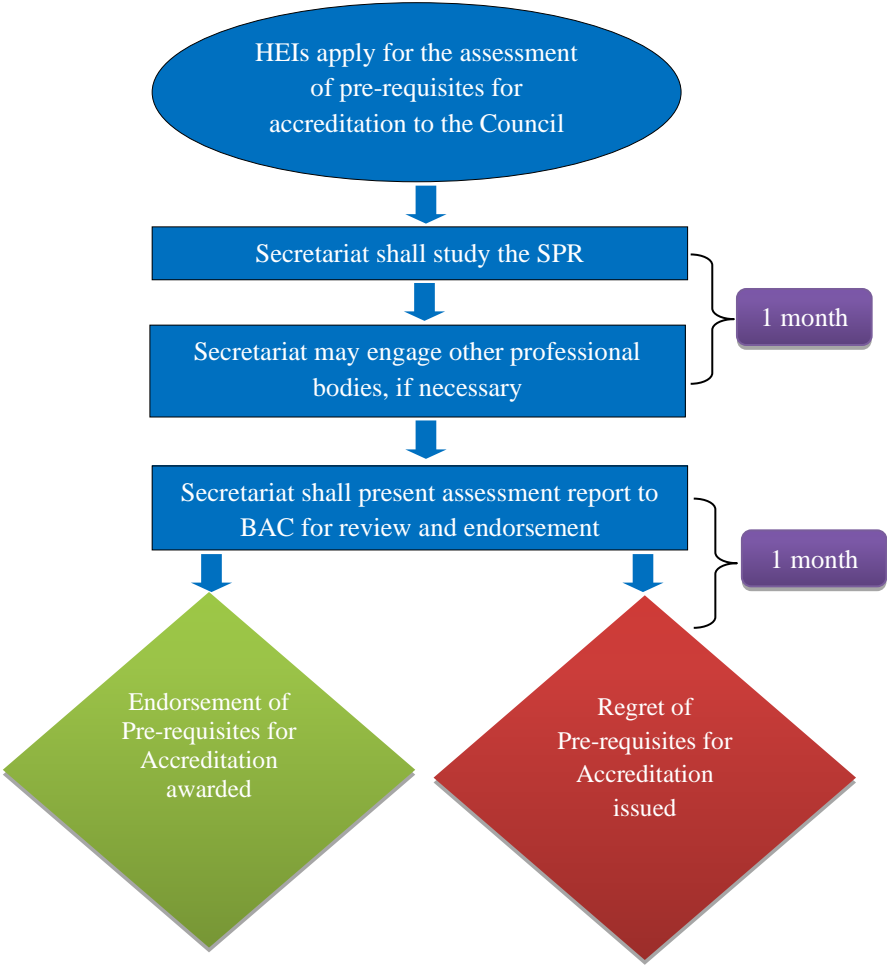 HEIs apply for the assessment
of pre-requisites for
accreditation to the Council
Secretariat shall study the SPR
1 month
Secretariat may engage other professional
bodies, if necessary
Secretariat shall present assessment report to
BAC for review and endorsement
1 month
Endorsement of
Pre-requisites for
Accreditation
awarded
Regret of
Pre-requisites for
Accreditation
issued